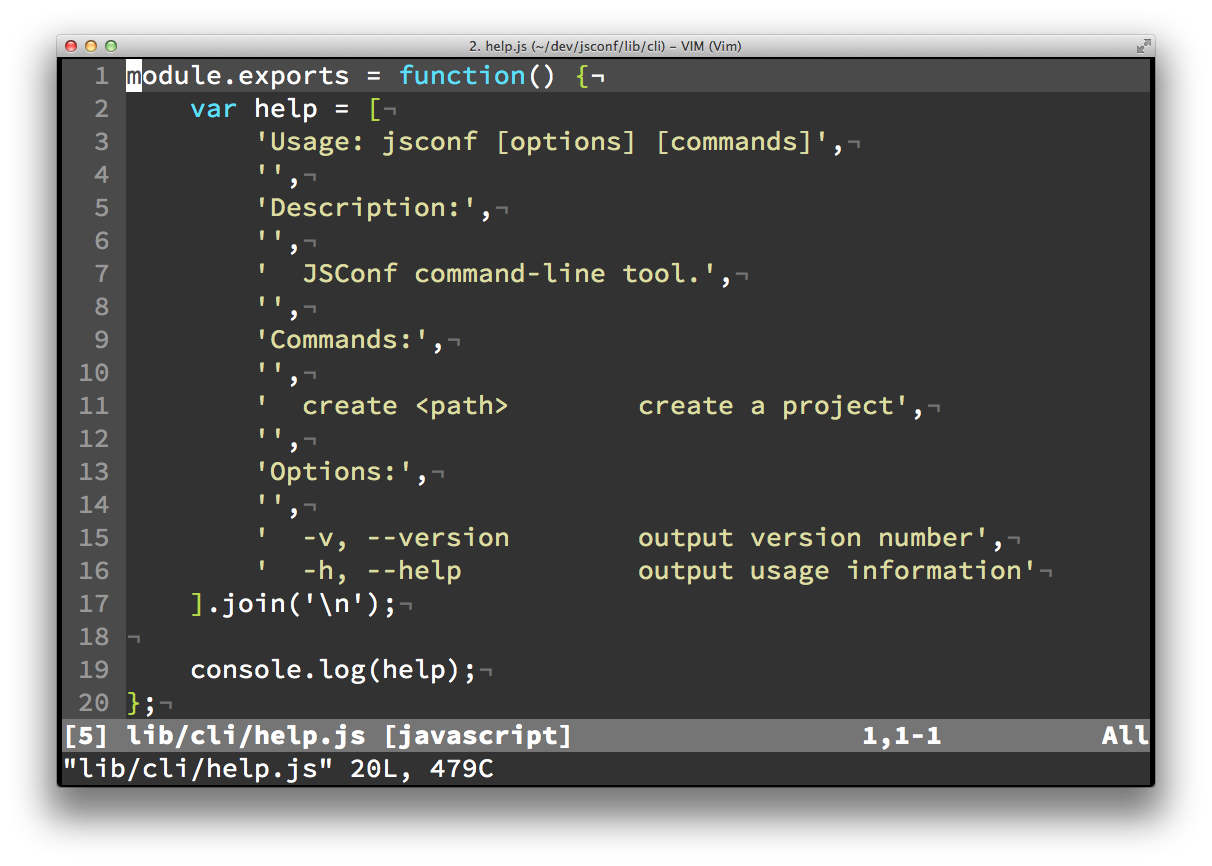 2. help.js (~/dev/jsconf/lib/cli) – VIM (Vim)
1 module.exports = function() {¬
2     var help = [¬
3         'Usage: jsconf [options] [commands]',¬
4         '',¬
5         'Description:',¬
6         '',¬
7         '  JSConf command-line tool.',¬
8         '',¬
9         'Commands:',¬
10         '',¬
11         '  create <path>        create a project',¬
12         '',¬
13         'Options:',¬
14         '',¬
15         '  -v, --version        output version number',¬
16         '  -h, --help           output usage information'¬
17     ].join('\n');¬
18 ¬
19     console.log(help);¬
20 };¬
[5] lib/cli/help.js [javascript]                  1,1-1          All
"lib/cli/help.js" 20L, 479C